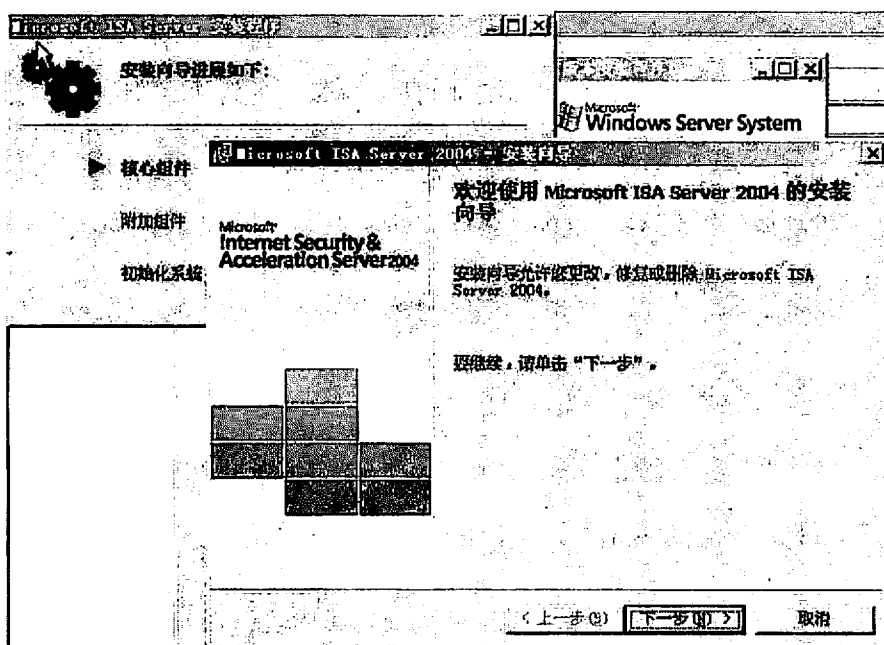 Microsoft ISA Server 安装程序
安装向导进展如下：
核心组件
附加组件
初始化系统
Microsoft
Windows Server System
Microsoft ISA Server 2004 - 安装向导
Microsoft
Internet Security &
Acceleration Server 2004
欢迎使用 Microsoft ISA Server 2004 的安装
向导
安装向导允许您更改，修复或删除 Microsoft ISA
Server 2004。
要继续，请单击“下一步”。
< 上一步(B)
下一步(N) >
取消